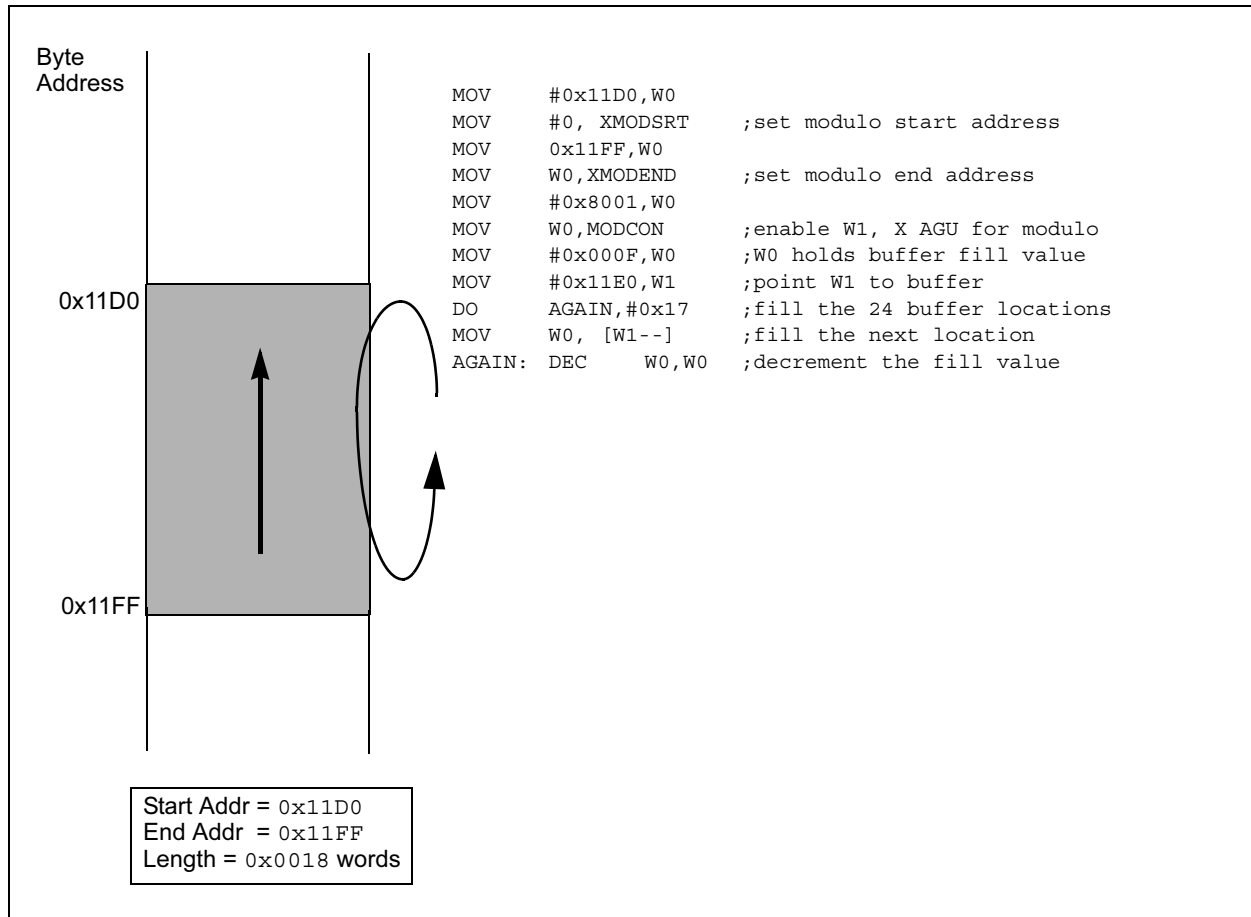 Byte
Address
MOV #0x11D0,W0
MOV #0, XMODSRT ;set modulo start address
MOV 0x11FF,W0
MOV W0,XMODEND ;set modulo end address
MOV #0x8001,W0
MOV W0,MODCON ;enable W1, X AGU for modulo
MOV #0x000F,W0 ;W0 holds buffer fill value
MOV #0x11E0,W1 ;point W1 to buffer
DO AGAIN,#0x17 ;fill the 24 buffer locations
MOV W0, [W1--] ;fill the next location
AGAIN: DEC W0,W0 ;decrement the fill value
0x11D0
0x11FF
Start Addr = 0x11D0
End Addr = 0x11FF
Length = 0x0018 words